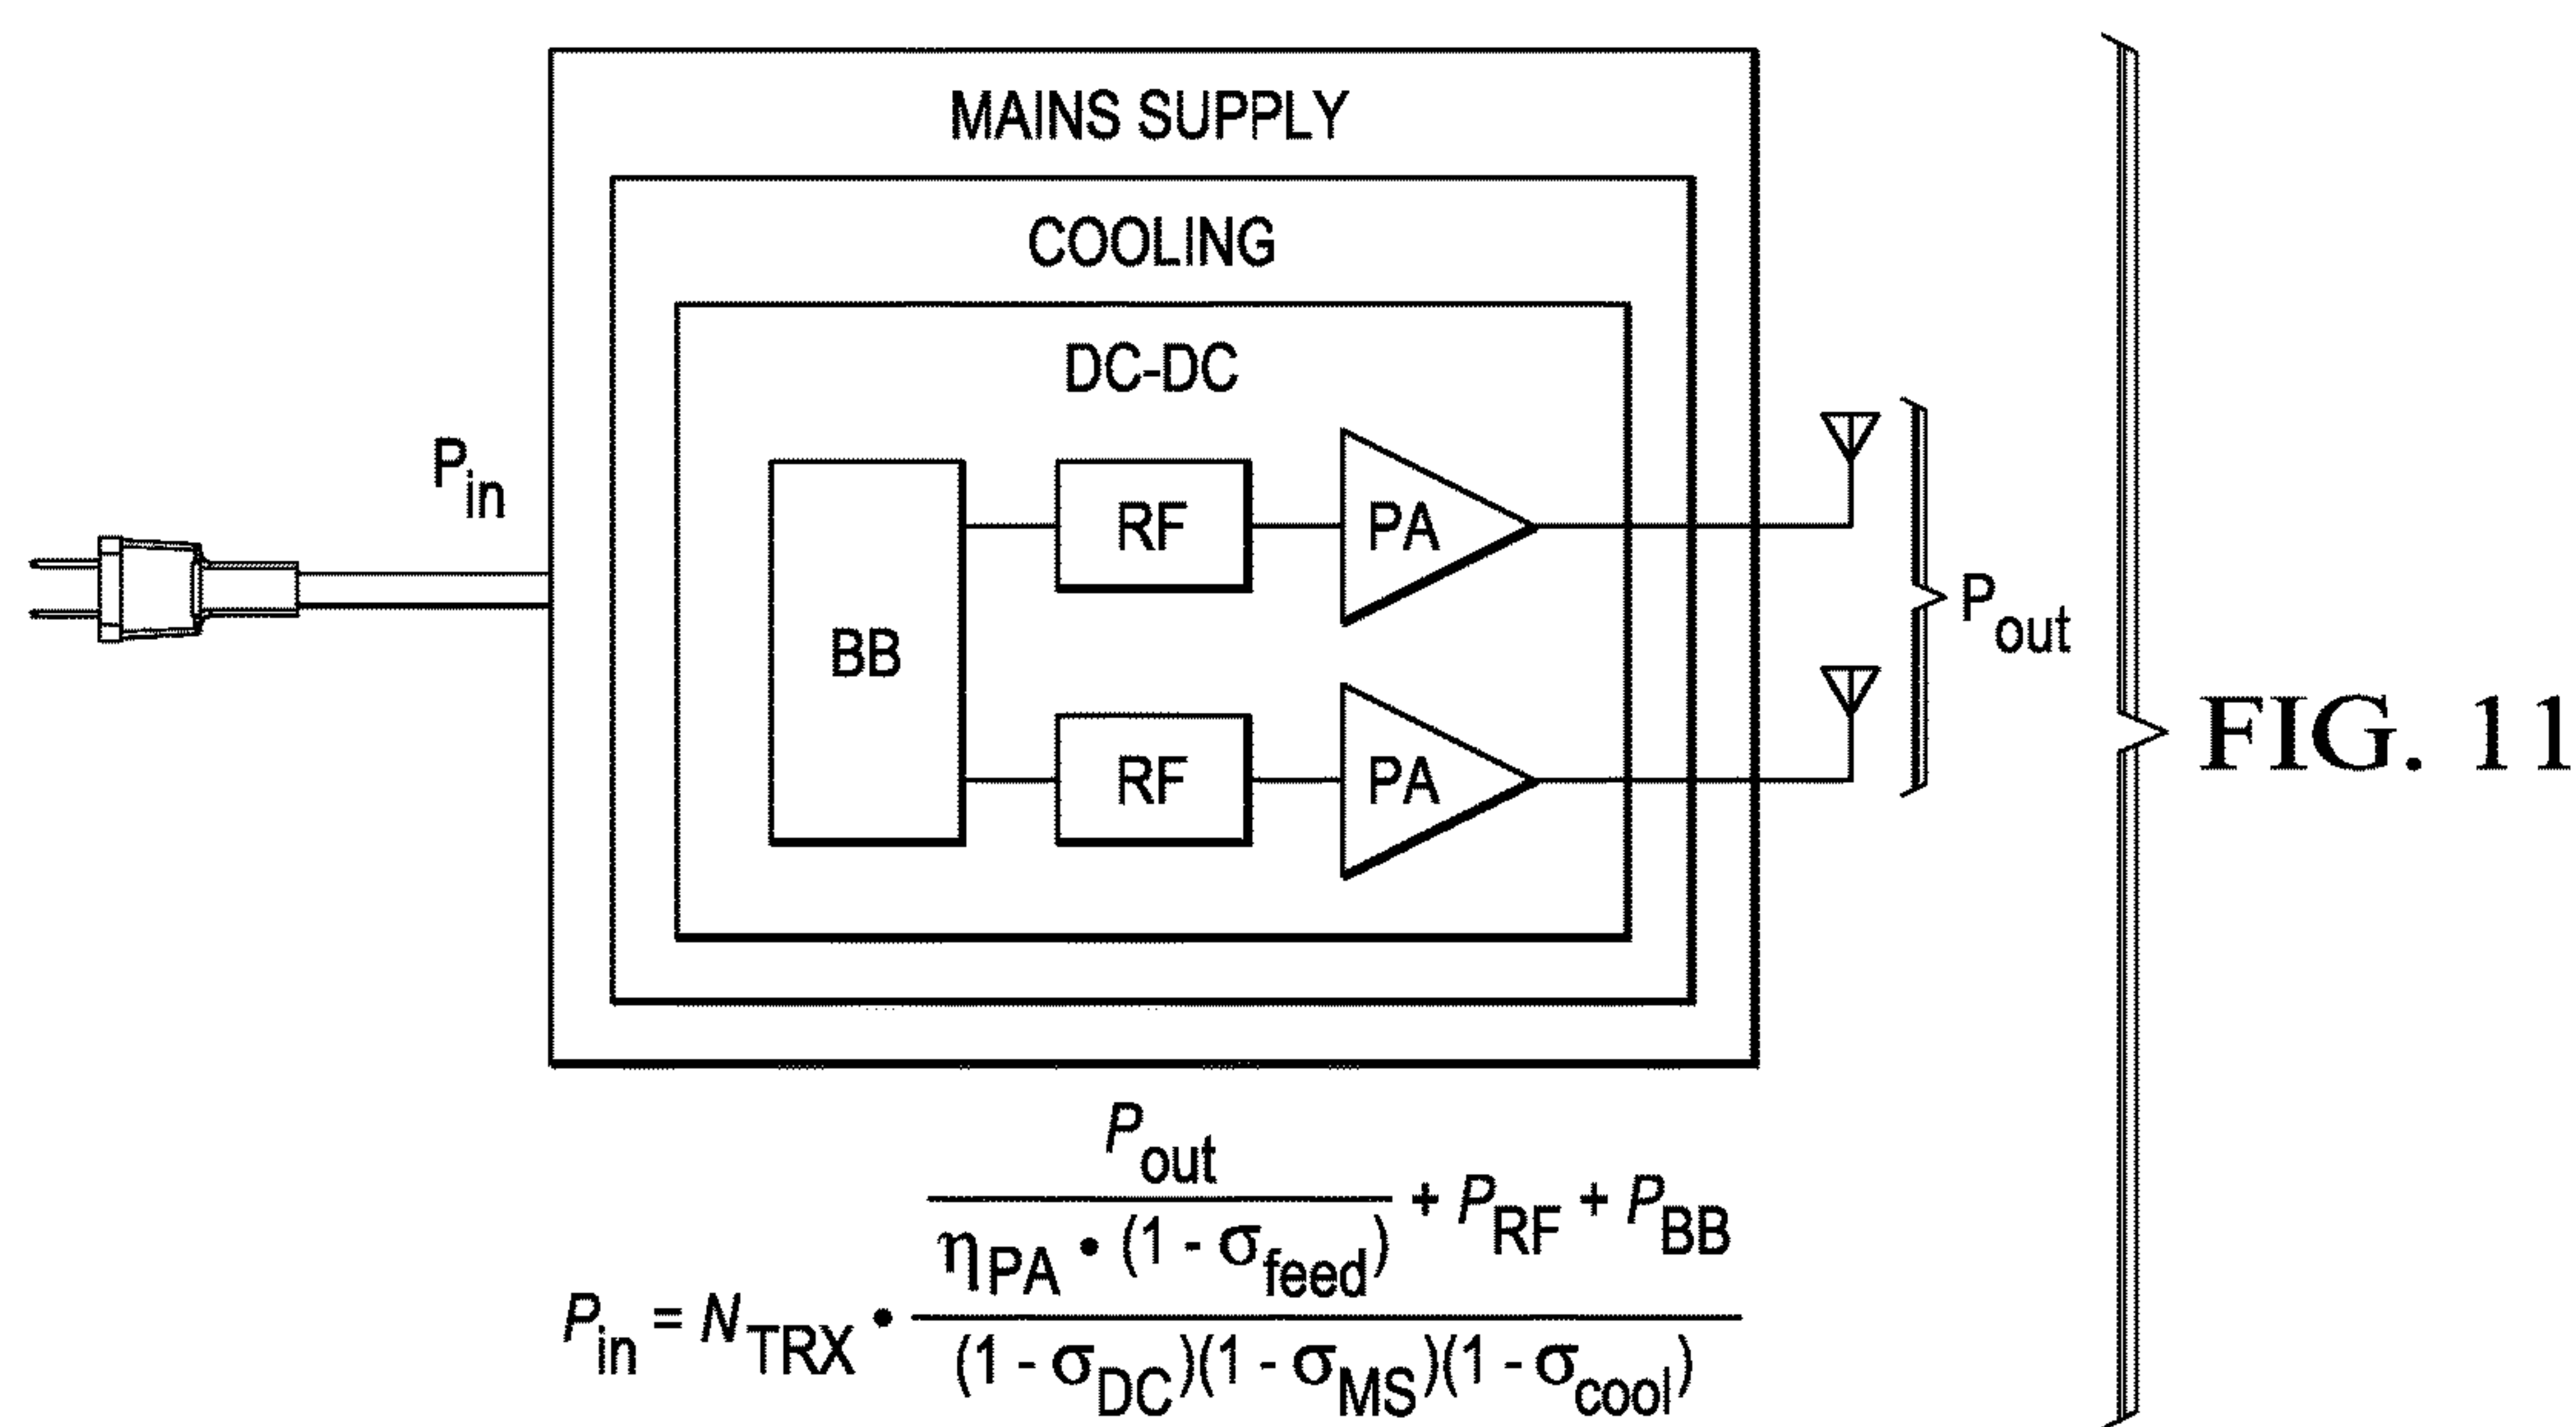 MAINS SUPPLY
COOLING
DC-DC
P_in
RF
PA
BB
RF
PA
P_out
FIG. 11
P_in = N_TRX • (P_out / (η_PA • (1 - σ_feed)) + P_RF + P_BB) / ((1 - σ_DC)(1 - σ_MS)(1 - σ_cool))